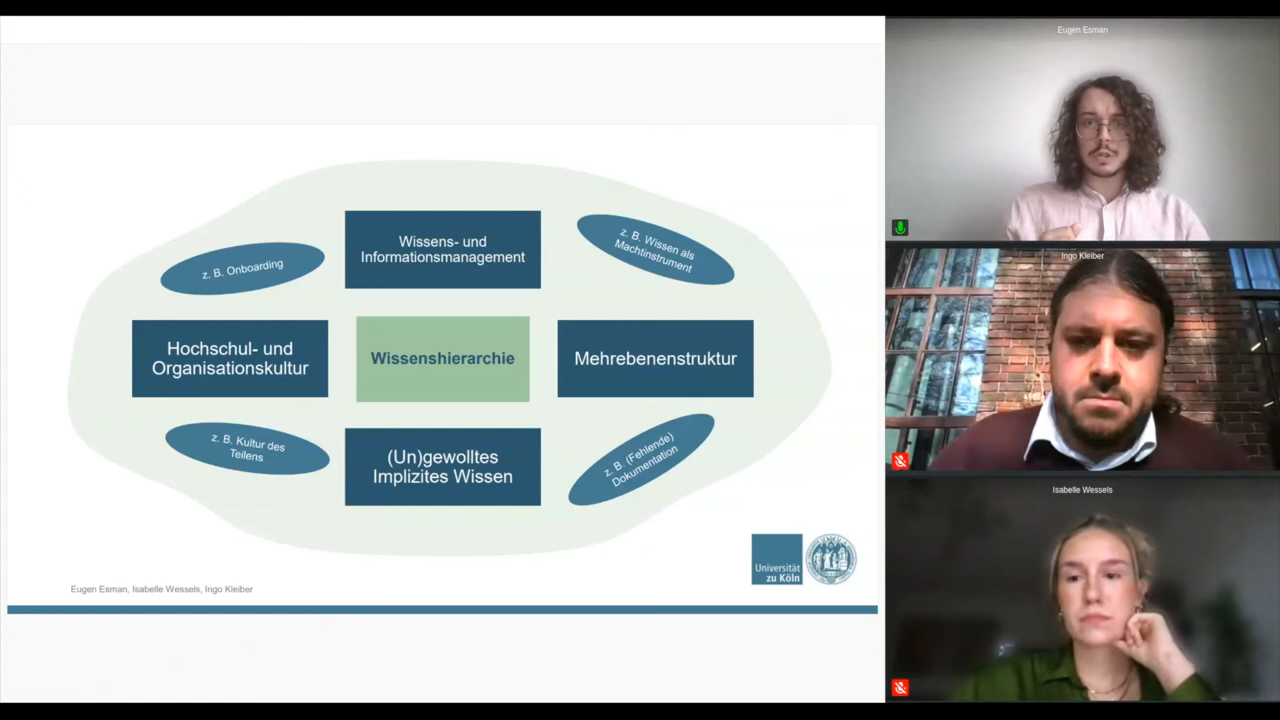 Wissens- und
Informationsmanagement
z. B. Wissen als
Machtinstrument
z. B. Onboarding
Hochschul- und
Organisationskultur
Wissenshierarchie
Mehrebenenstruktur
z. B. Kultur des
Teilens
(Un)gewolltes
Implizites Wissen
z. B. (Fehlende)
Dokumentation
Universität
zu Köln
Eugen Esman, Isabelle Wessels, Ingo Kleiber
Eugen Esman
Ingo Kleiber
Isabelle Wessels